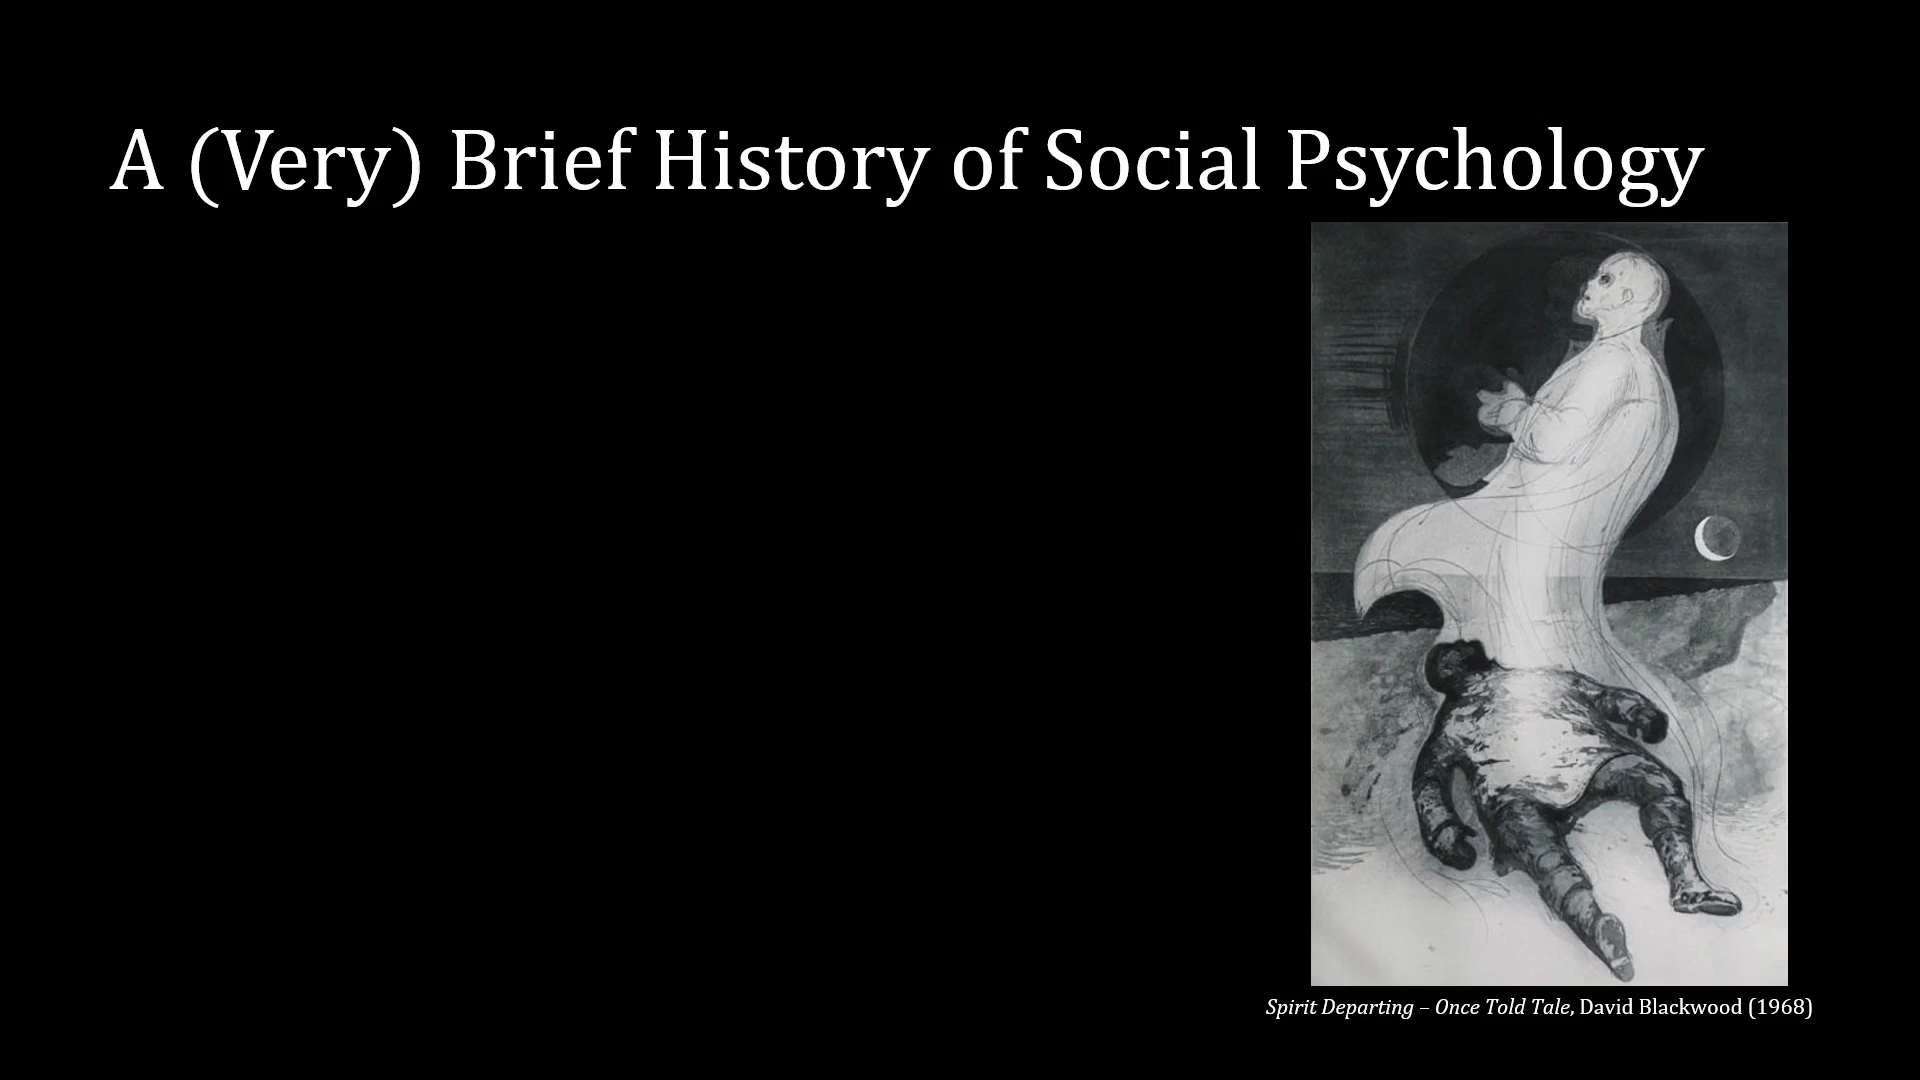 A (Very) Brief History of Social Psychology
Spirit Departing – Once Told Tale, David Blackwood (1968)